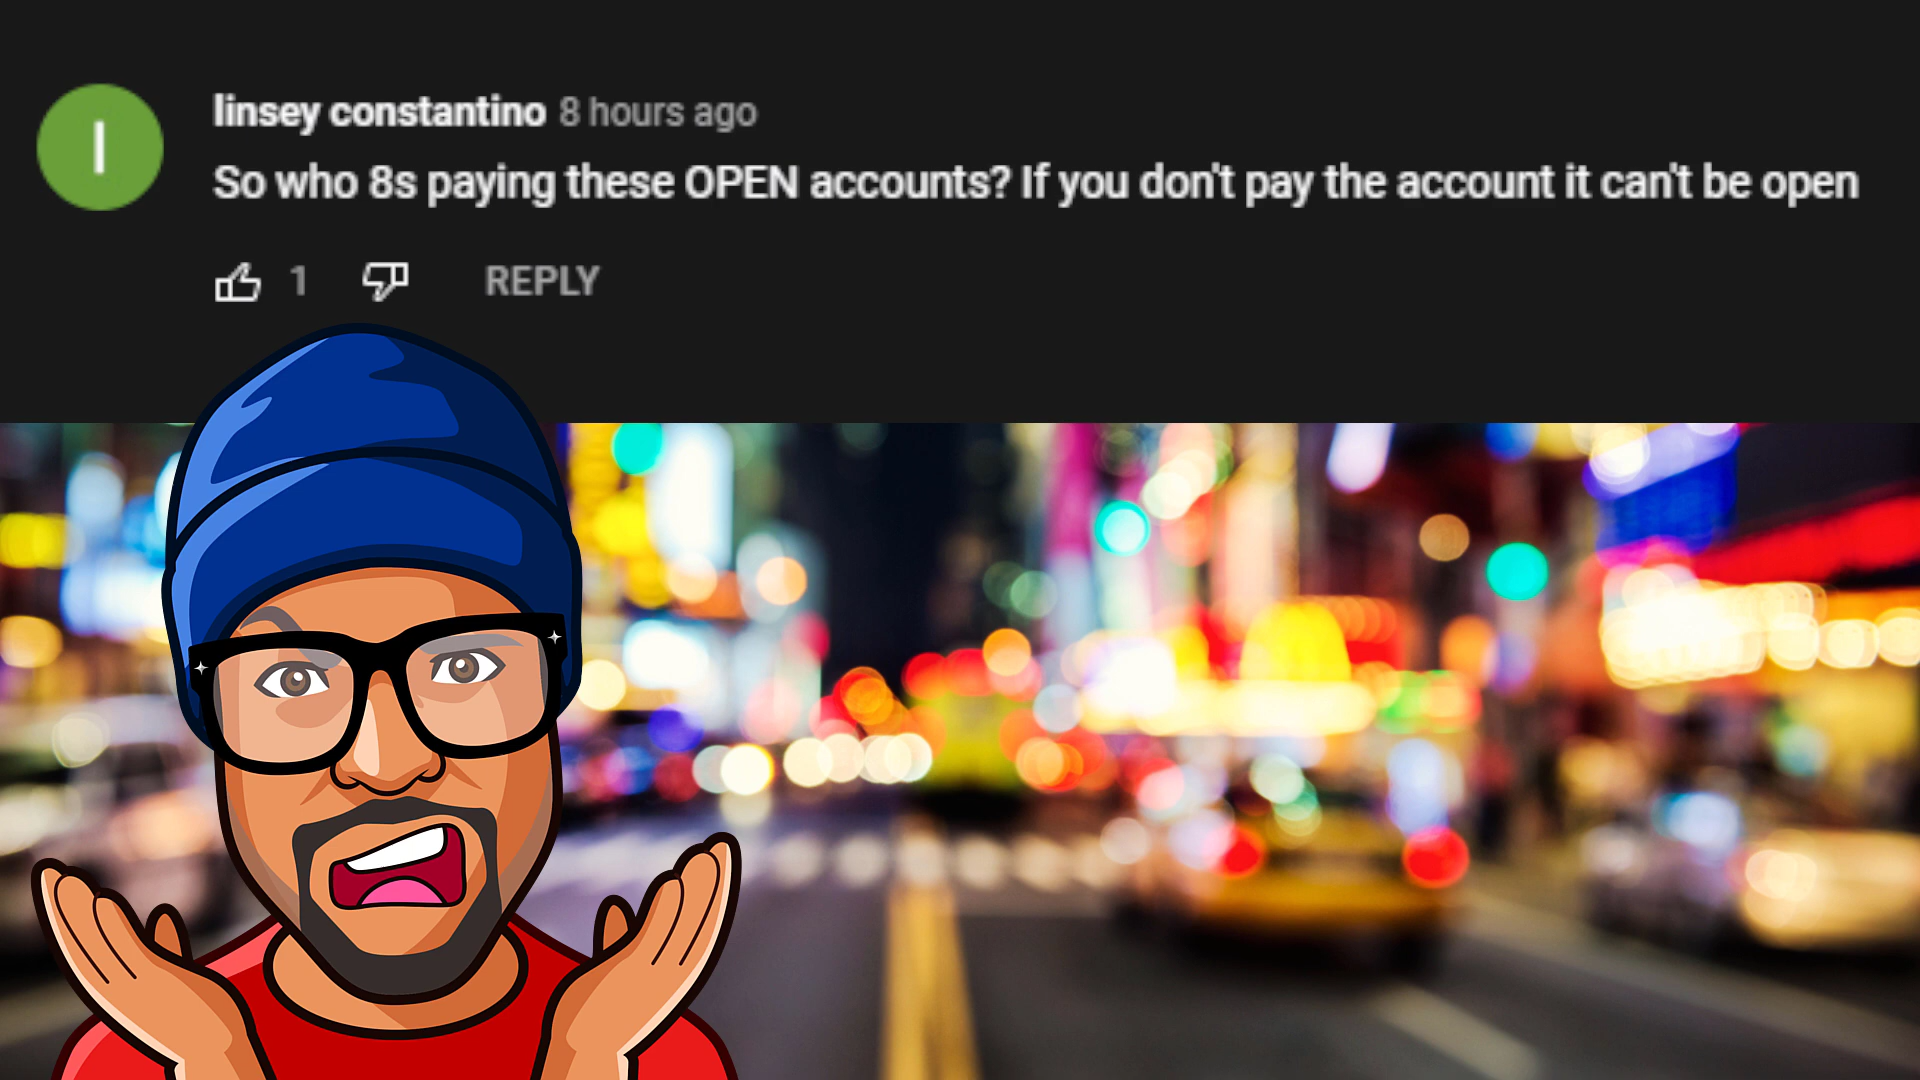 l
linsey constantino 8 hours ago
So who 8s paying these OPEN accounts? If you don't pay the account it can't be open
1 REPLY